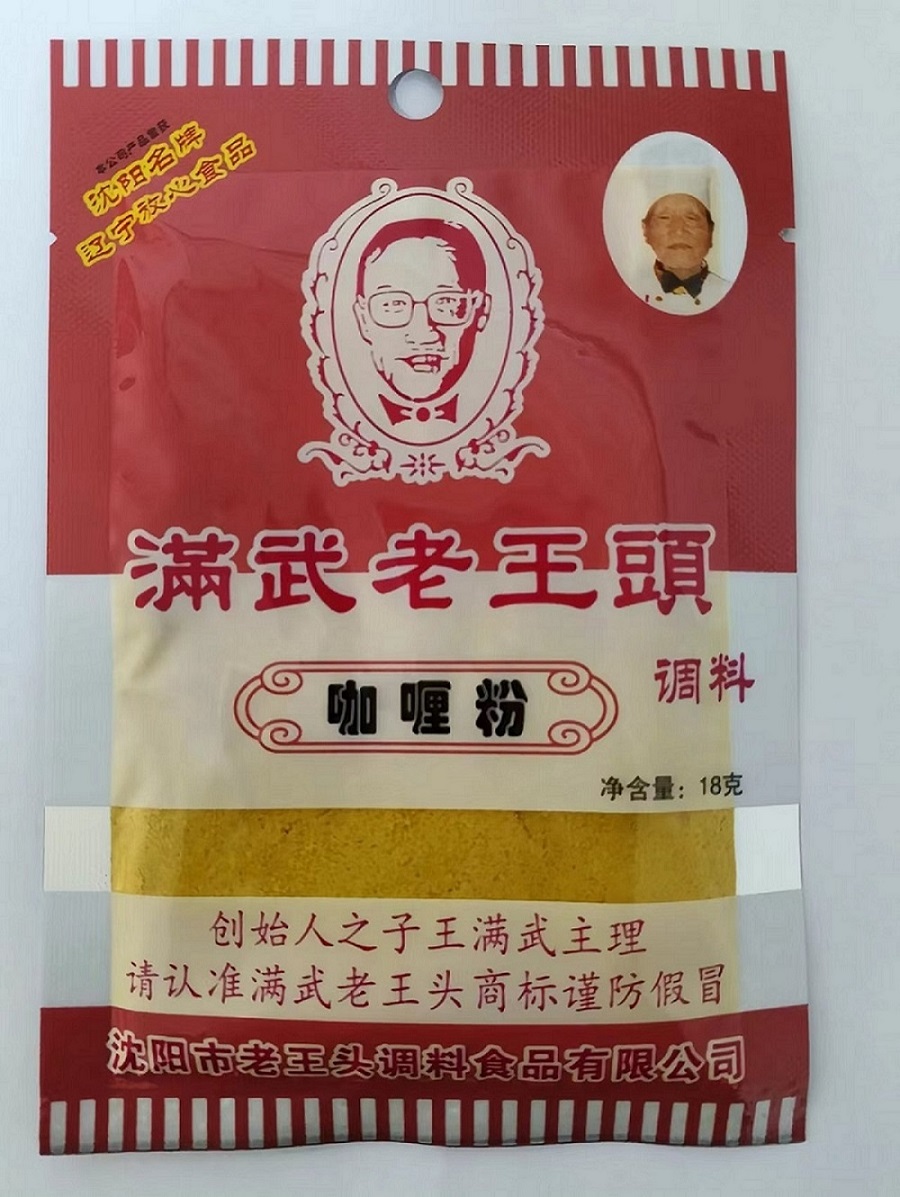 本公司产品曾获
沈阳名牌
辽宁放心食品
滿武老王頭
咖喱粉
调料
净含量：18克
创始人之子王满武主理
请认准满武老王头商标谨防假冒
沈阳市老王头调料食品有限公司